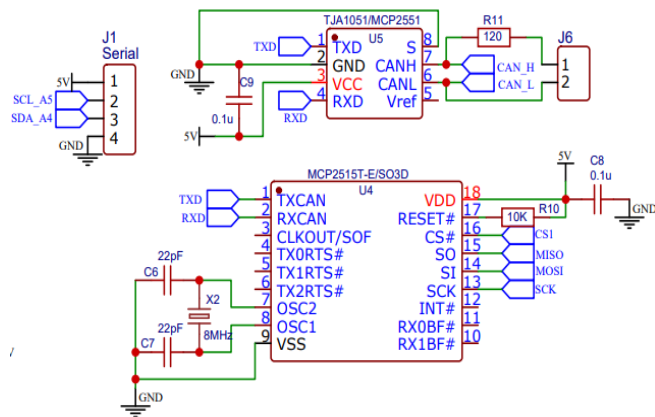 J1
Serial
5V
1
SCL_A5
2
SDA_A4
3
GND
4
TJA1051/MCP2551
U5
TXD
1
TXD
S
8
GND
2
GND
CANH
7
CAN_H
3
VCC
CANL
6
CAN_L
RXD
4
RXD
Vref
5
C9
0.1u
5V
R11
120
J6
1
2
MCP2515T-E/SO3D
U4
TXD
1
TXCAN
VDD
18
RXD
2
RXCAN
RESET#
17
3
CLKOUT/SOF
CS#
16
CS1
4
TX0RTS#
SO
15
MISO
5
TX1RTS#
SI
14
MOSI
6
TX2RTS#
SCK
13
SCK
7
OSC2
INT#
12
8
OSC1
RX0BF#
11
9
VSS
RX1BF#
10
5V
C8
0.1u
R10
10K
GND
22pF
C6
X2
8MHz
22pF
C7
GND